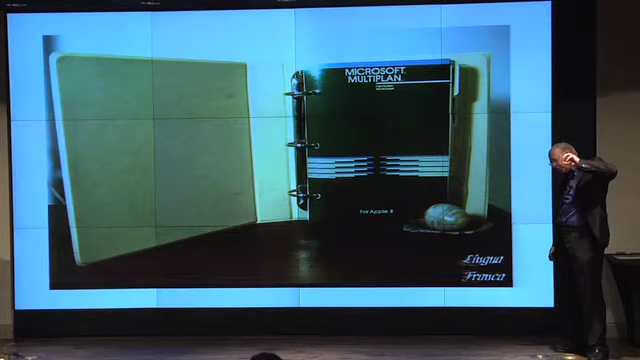 MICROSOFT
MULTIPLAN
For Apple II
Lingua
Franca